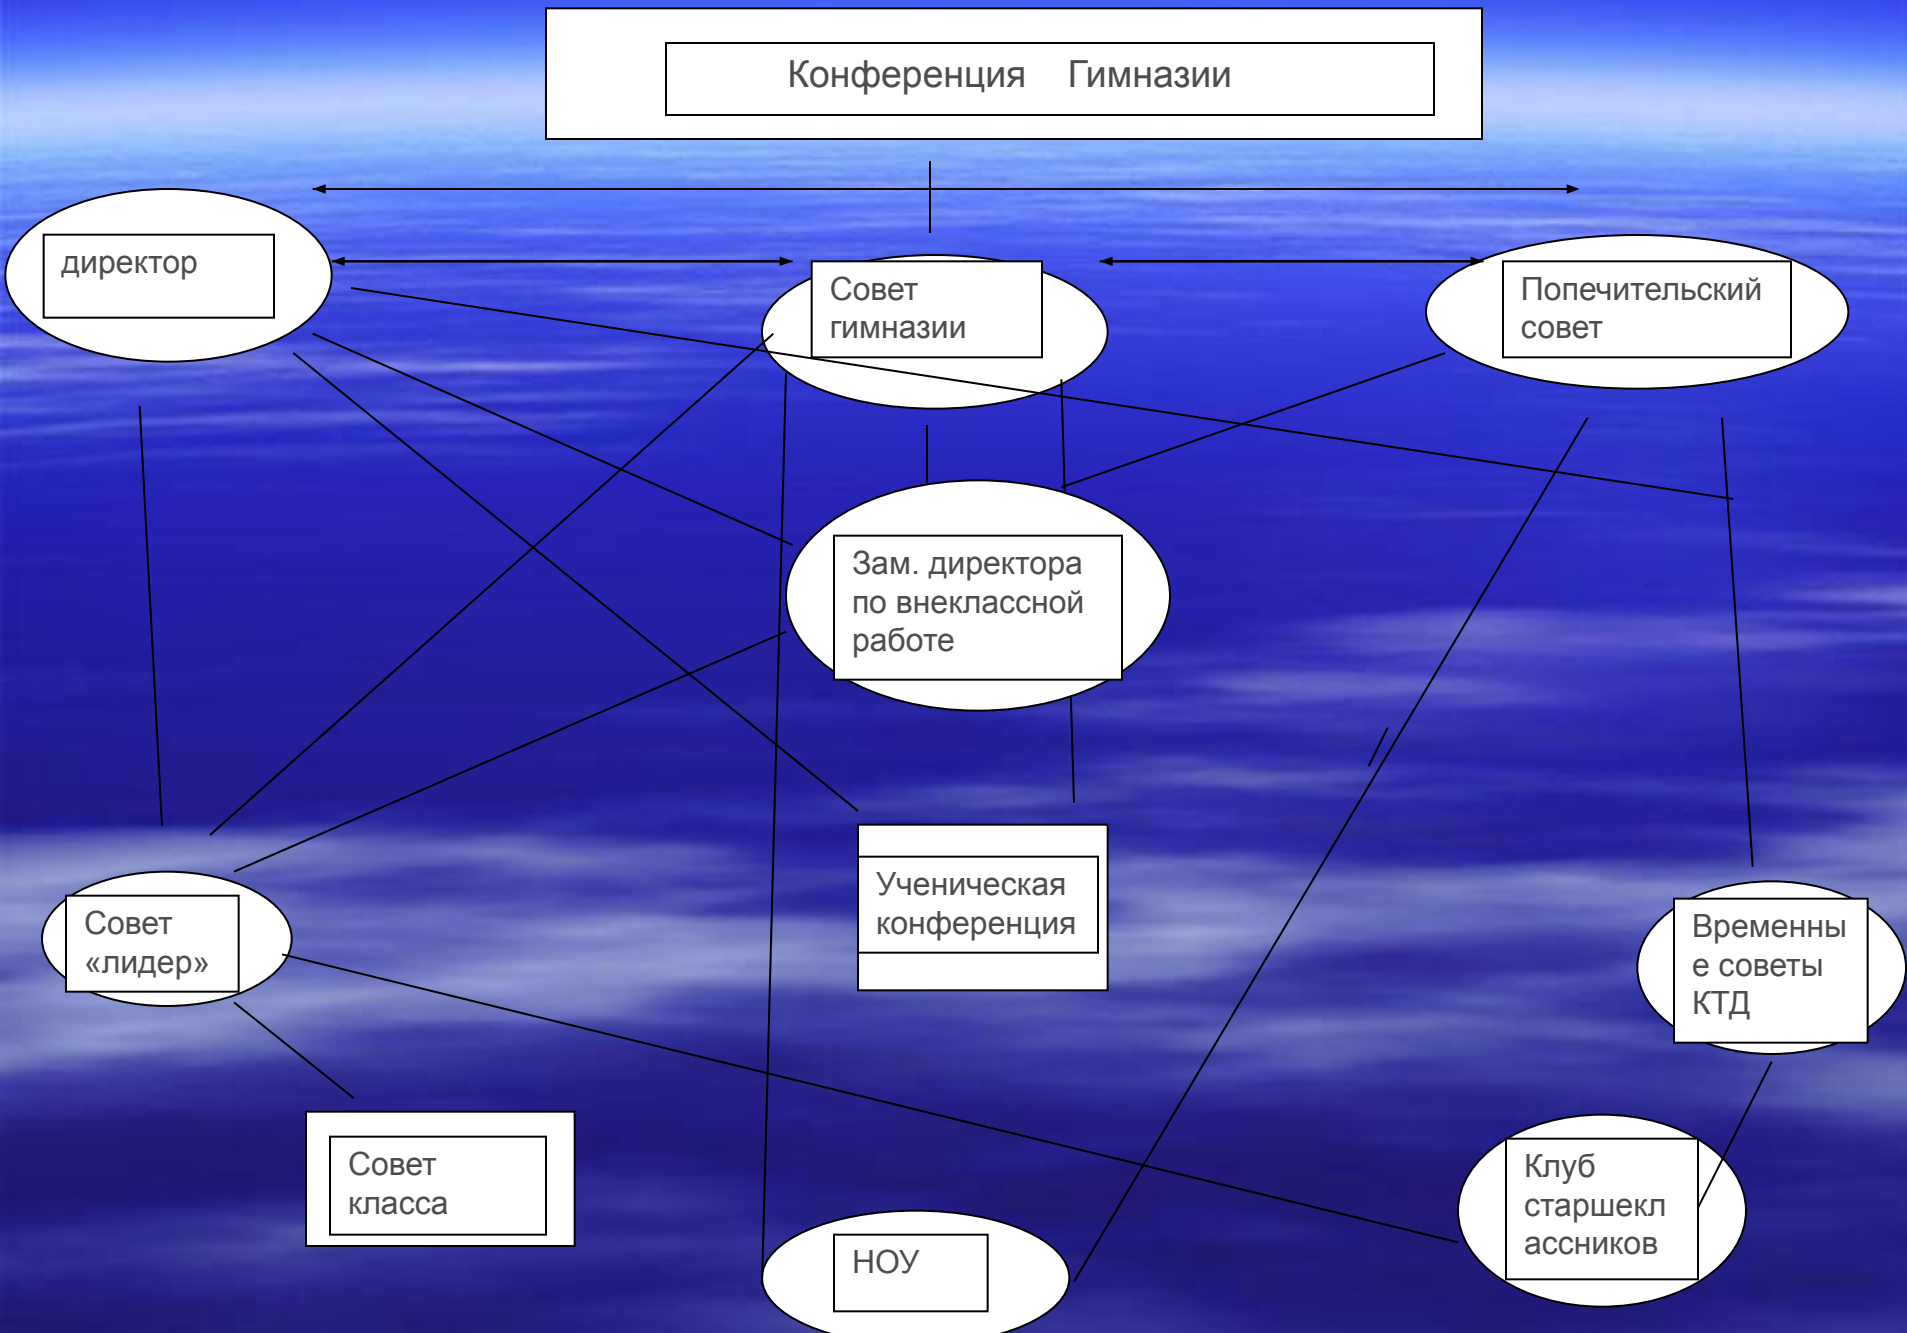 Конференция Гимназии
директор
Совет
гимназии
Попечительский
совет
Зам. директора
по внеклассной
работе
Ученическая
конференция
Совет
«лидер»
Временны
е советы
КТД
Совет
класса
Клуб
старшекл
ассников
НОУ